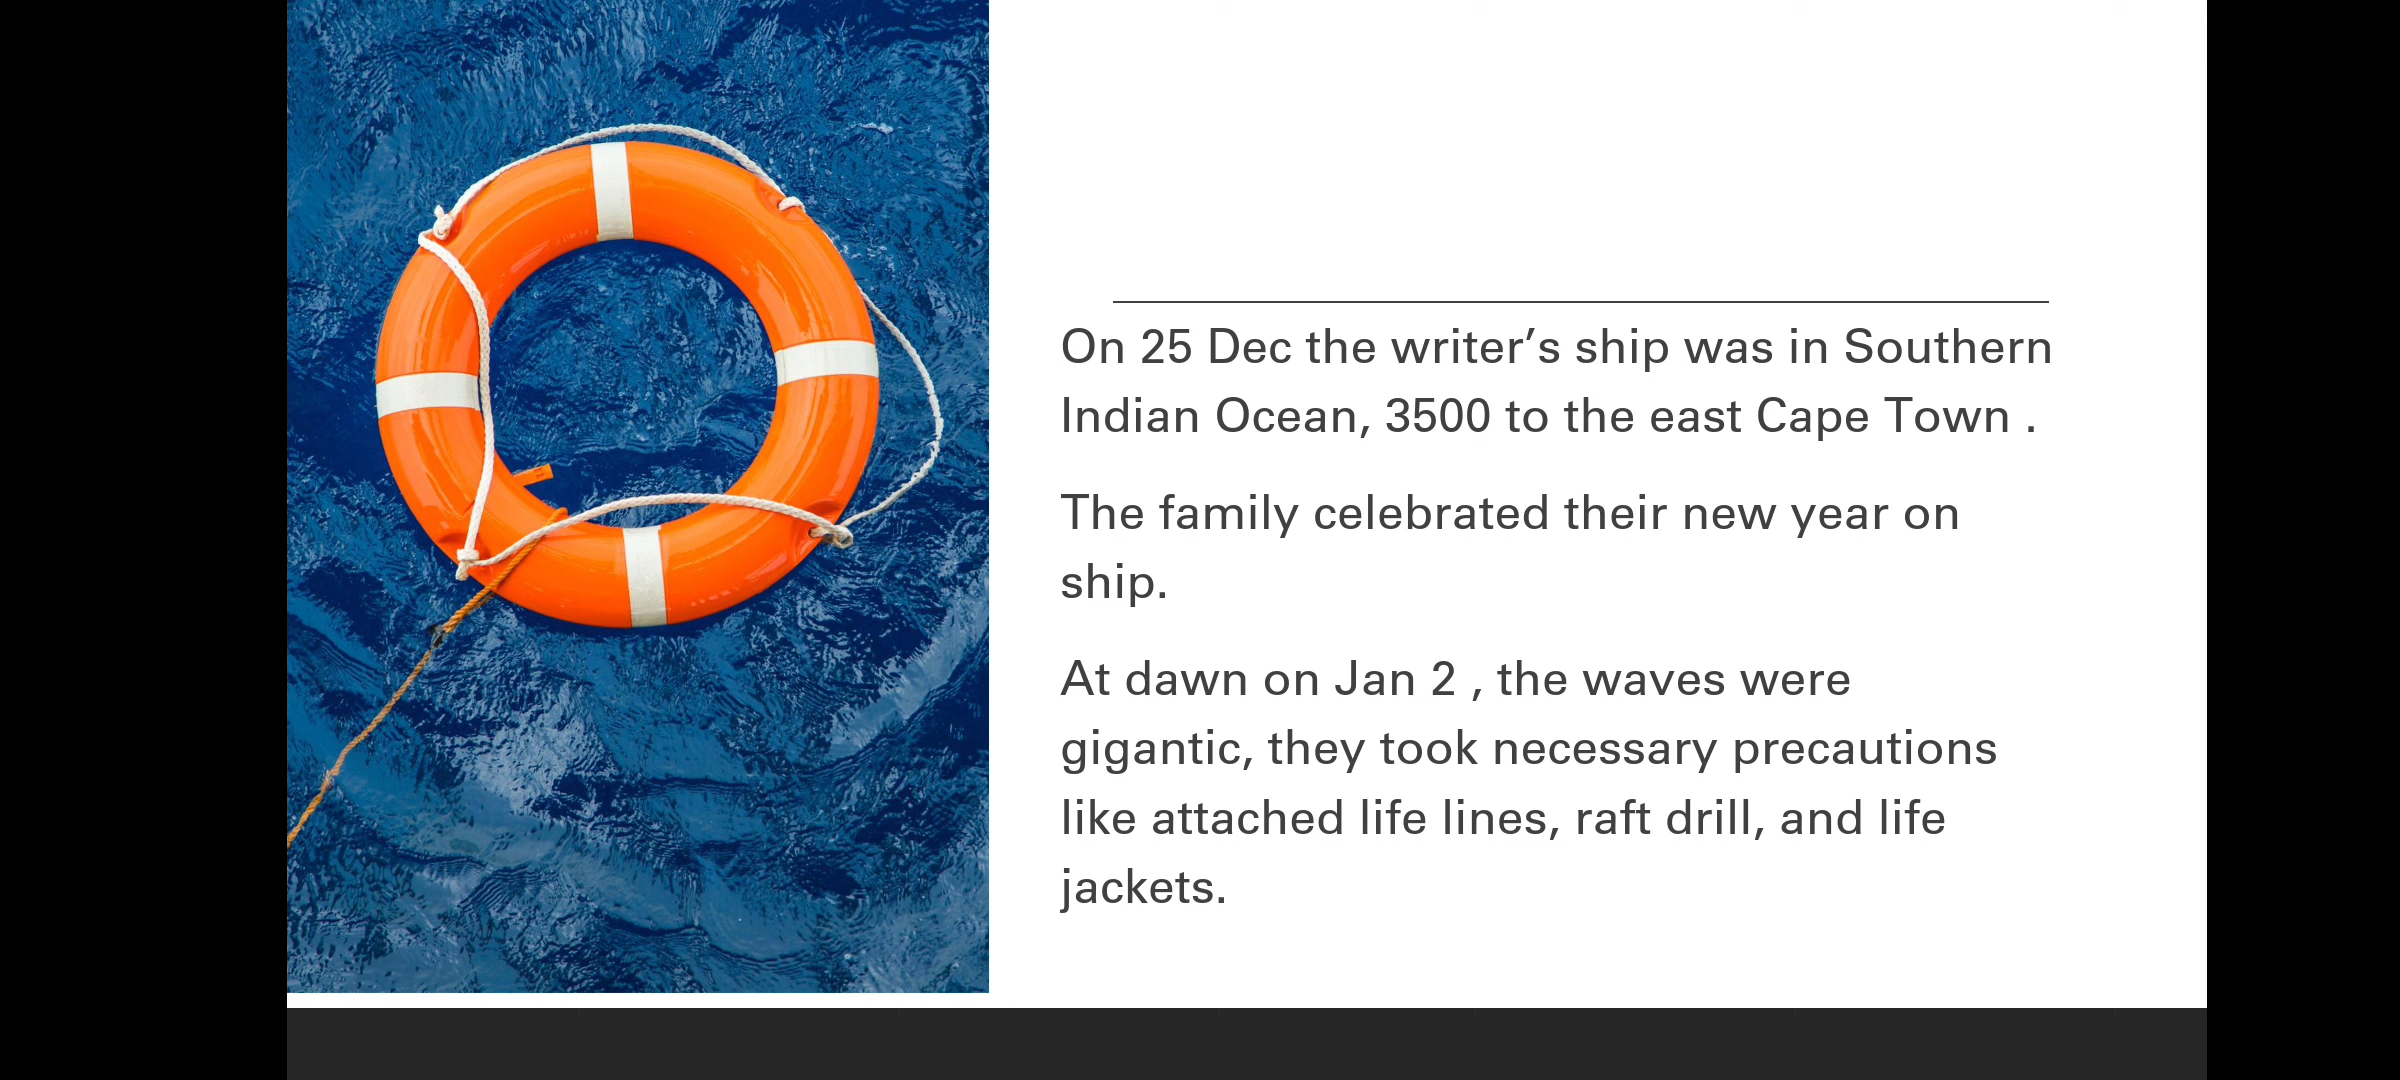 On 25 Dec the writer’s ship was in Southern
Indian Ocean, 3500 to the east Cape Town .
The family celebrated their new year on
ship.
At dawn on Jan 2 , the waves were
gigantic, they took necessary precautions
like attached life lines, raft drill, and life
jackets.